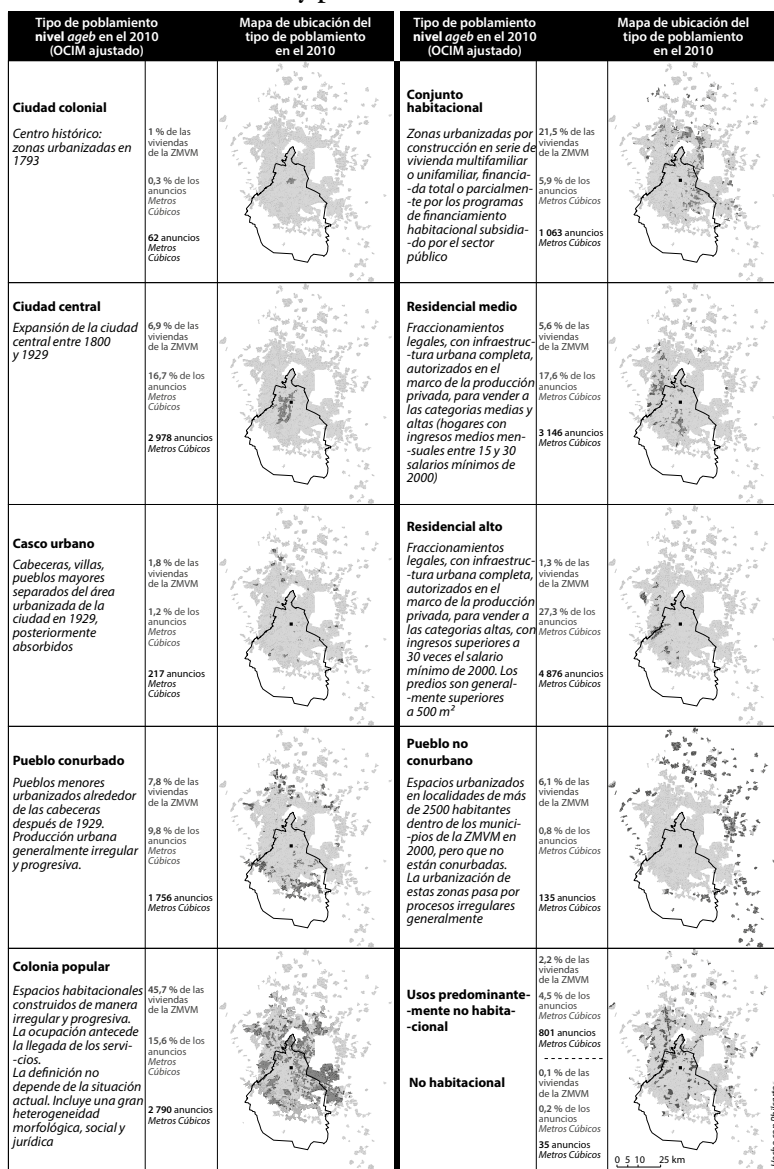 Tipo de poblamiento
nivel ageb en el 2010
(OCIM ajustado)
Mapa de ubicación del
tipo de poblamiento
en el 2010
Tipo de poblamiento
nivel ageb en el 2010
(OCIM ajustado)
Mapa de ubicación del
tipo de poblamiento
en el 2010
Ciudad colonial
Centro histórico:
zonas urbanizadas en
1793
1 % de las
viviendas
de la ZMVM
0,3 % de los
anuncios
Metros
Cúbicos
62 anuncios
Metros
Cúbicos
Conjunto
habitacional
Zonas urbanizadas por
construcción en serie de
vivienda multifamiliar
o unifamiliar, financia-
-da total o parcialmen-
-te por los programas
de financiamiento
habitacional subsidia-
-do por el sector
público
21,5 % de las
viviendas
de la ZMVM
5,9 % de los
anuncios
Metros Cúbicos
1 063 anuncios
Metros Cúbicos
Ciudad central
Expansión de la ciudad
central entre 1800
y 1929
6,9 % de las
viviendas
de la ZMVM
16,7 % de los
anuncios
Metros
Cúbicos
2 978 anuncios
Metros Cúbicos
Residencial medio
Fraccionamientos
legales, con infraestruc-
-tura urbana completa,
autorizados en el
marco de la producción
privada, para vender a
las categorias medias y
altas (hogares con
ingresos medios men-
-suales entre 15 y 30
salarios mínimos de
2000)
5,6 % de las
viviendas
de la ZMVM
17,6 % de los
anuncios
Metros Cúbicos
3 146 anuncios
Metros Cúbicos
Casco urbano
Cabeceras, villas,
pueblos mayores
separados del área
urbanizada de la
ciudad en 1929,
posteriormente
absorbidos
1,8 % de las
viviendas
de la ZMVM
1,2 % de los
anuncios
Metros
Cúbicos
217 anuncios
Metros
Cúbicos
Residencial alto
Fraccionamientos
legales, con infraestruc-
-tura urbana completa,
autorizados en el
marco de la producción
privada, para vender a
las categorias altas, con
ingresos superiores a
30 veces el salario
mínimo de 2000. Los
predios son general-
-mente superiores
a 500 m²
1,3 % de las
viviendas
de la ZMVM
27,3 % de los
anuncios
Metros Cúbicos
4 876 anuncios
Metros Cúbicos
Pueblo conurbado
Pueblos menores
urbanizados alrededor
de las cabeceras
después de 1929.
Producción urbana
generalmente irregular
y progresiva.
7,8 % de las
viviendas
de la ZMVM
9,8 % de los
anuncios
Metros
Cúbicos
1 756 anuncios
Metros Cúbicos
Pueblo no
conurbano
Espacios urbanizados
en localidades de más
de 2500 habitantes
dentro de los munici-
-pios de la ZMVM en
2000, pero que no
están conurbadas.
La urbanización de
estas zonas pasa por
procesos irregulares
generalmente
6,1 % de las
viviendas
de la ZMVM
0,8 % de los
anuncios
Metros Cúbicos
135 anuncios
Metros Cúbicos
Colonia popular
Espacios habitacionales
construidos de manera
irregular y progresiva.
La ocupación antecede
la llegada de los servi-
-cios.
La definición no
depende de la situación
actual. Incluye una gran
heterogeneidad
morfológica, social y
jurídica
45,7 % de las
viviendas
de la ZMVM
15,6 % de los
anuncios
Metros
Cúbicos
2 790 anuncios
Metros Cúbicos
Usos predominante-
-mente no habita-
-cional
2,2 % de las
viviendas
de la ZMVM
4,5 % de los
anuncios
Metros Cúbicos
801 anuncios
Metros Cúbicos
No habitacional
0,1 % de las
viviendas
de la ZMVM
0,2 % de los
anuncios
Metros Cúbicos
35 anuncios
Metros Cúbicos
0 5 10 25 km